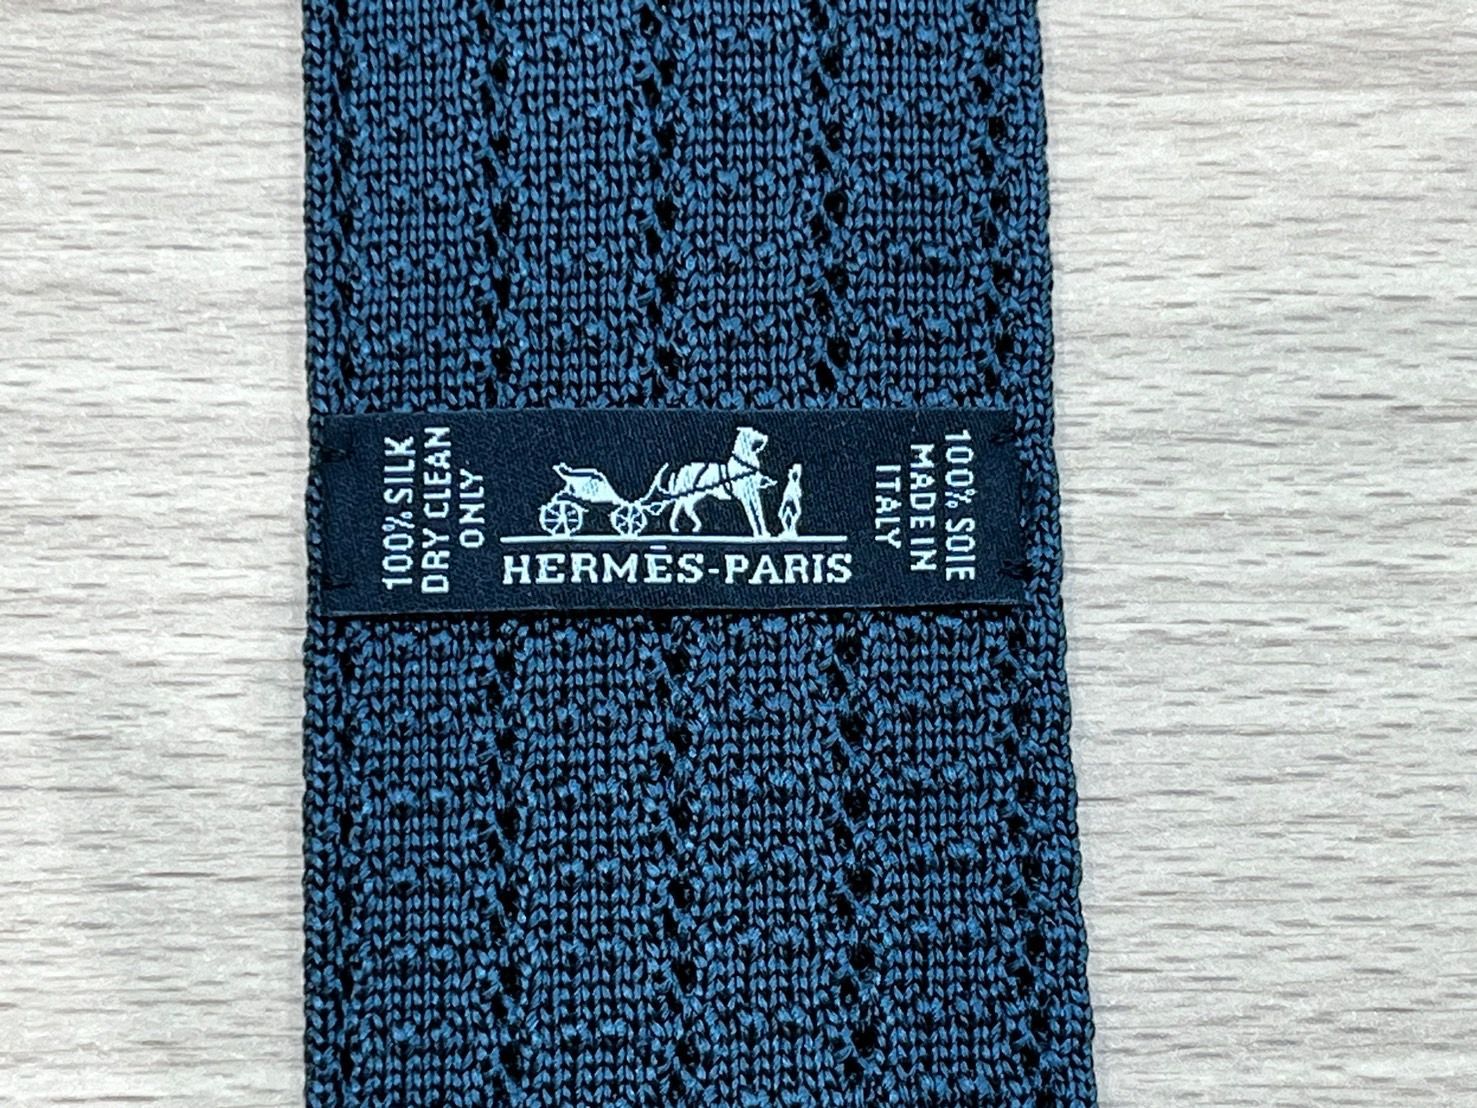 100% SILK
DRY CLEAN
ONLY
HERMÈS-PARIS
100% SOIE
MADE IN
ITALY